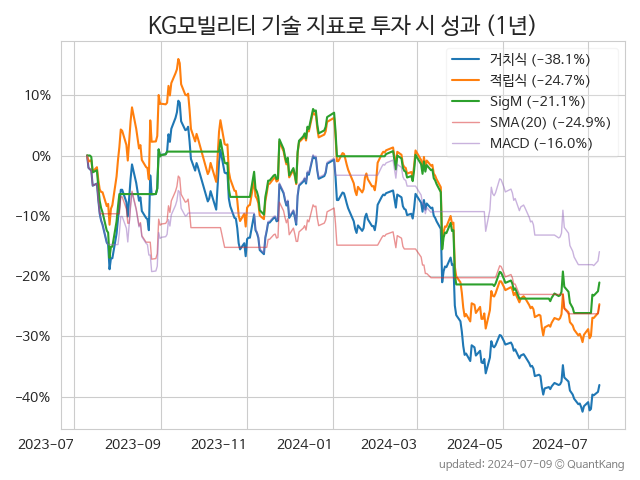 KG모빌리티 기술 지표로 투자 시 성과 (1년)
거치식 (−38.1%)
적립식 (−24.7%)
SigM (−21.1%)
SMA(20) (−24.9%)
MACD (−16.0%)
10%
0%
−10%
−20%
−30%
−40%
2023-07
2023-09
2023-11
2024-01
2024-03
2024-05
2024-07
updated: 2024-07-09 © QuantKang